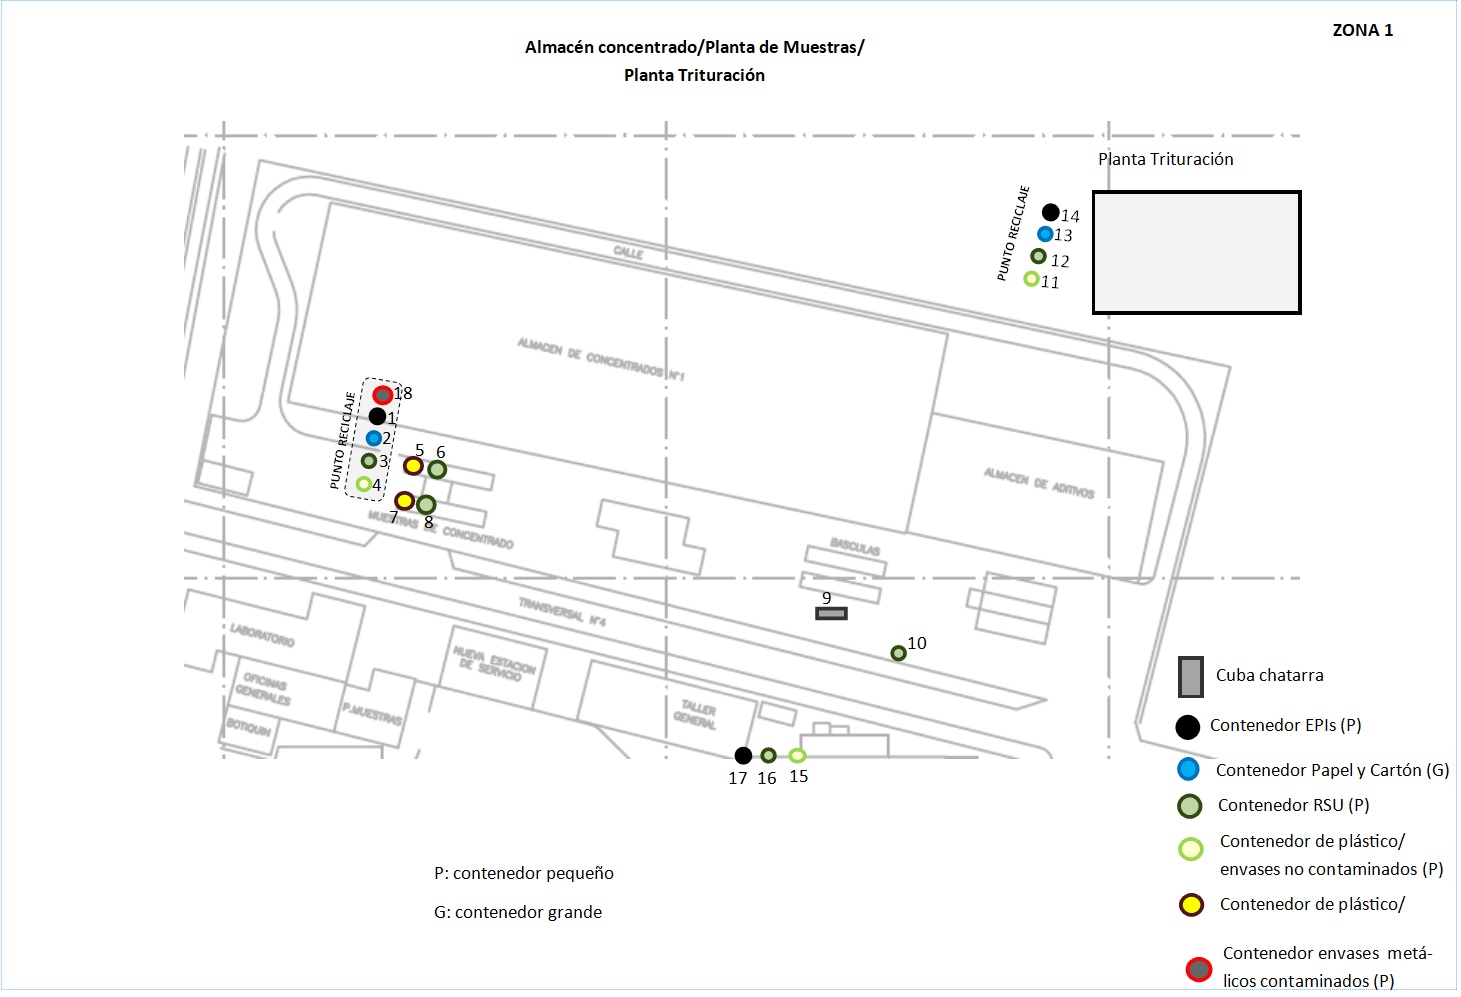 ZONA 1
Almacén concentrado/Planta de Muestras/
Planta Trituración
Planta Trituración
PUNTO RECICLAJE
14
13
12
11
CALLE
ALMACEN DE CONCENTRADOS N°1
ALMACEN DE ADITIVOS
PUNTO RECICLAJE
18
1
2
3
4
5
6
7
8
MUESTRAS DE CONCENTRADO
BASCULAS
9
10
TRANSVERSAL N°4
LABORATORIO
OFICINAS
GENERALES
BOTIQUIN
P.MUESTRAS
NUEVA ESTACION
DE SERVICIO
TALLER
GENERAL
17
16
15
Cuba chatarra
Contenedor EPIs (P)
Contenedor Papel y Cartón (G)
Contenedor RSU (P)
Contenedor de plástico/
envases no contaminados (P)
Contenedor de plástico/
Contenedor envases metá-
licos contaminados (P)
P: contenedor pequeño
G: contenedor grande